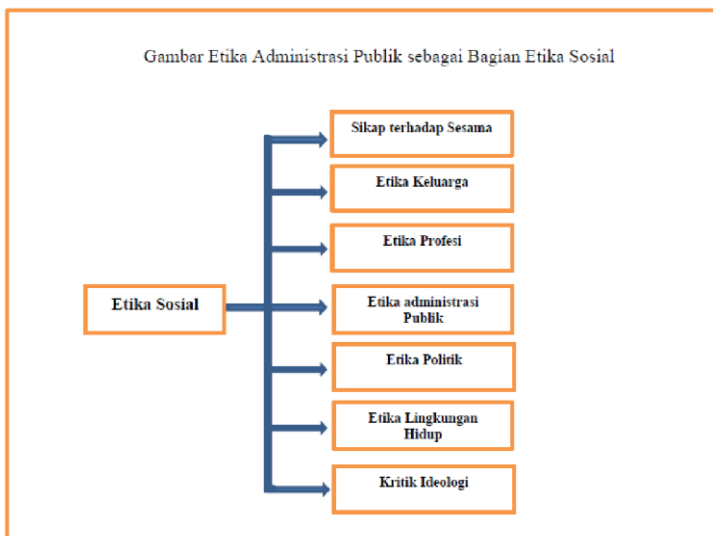 Gambar Etika Administrasi Publik sebagai Bagian Etika Sosial
Sikap terhadap Sesama
Etika Keluarga
Etika Profesi
Etika Sosial
Etika administrasi
Publik
Etika Politik
Etika Lingkungan
Hidup
Kritik Ideologi